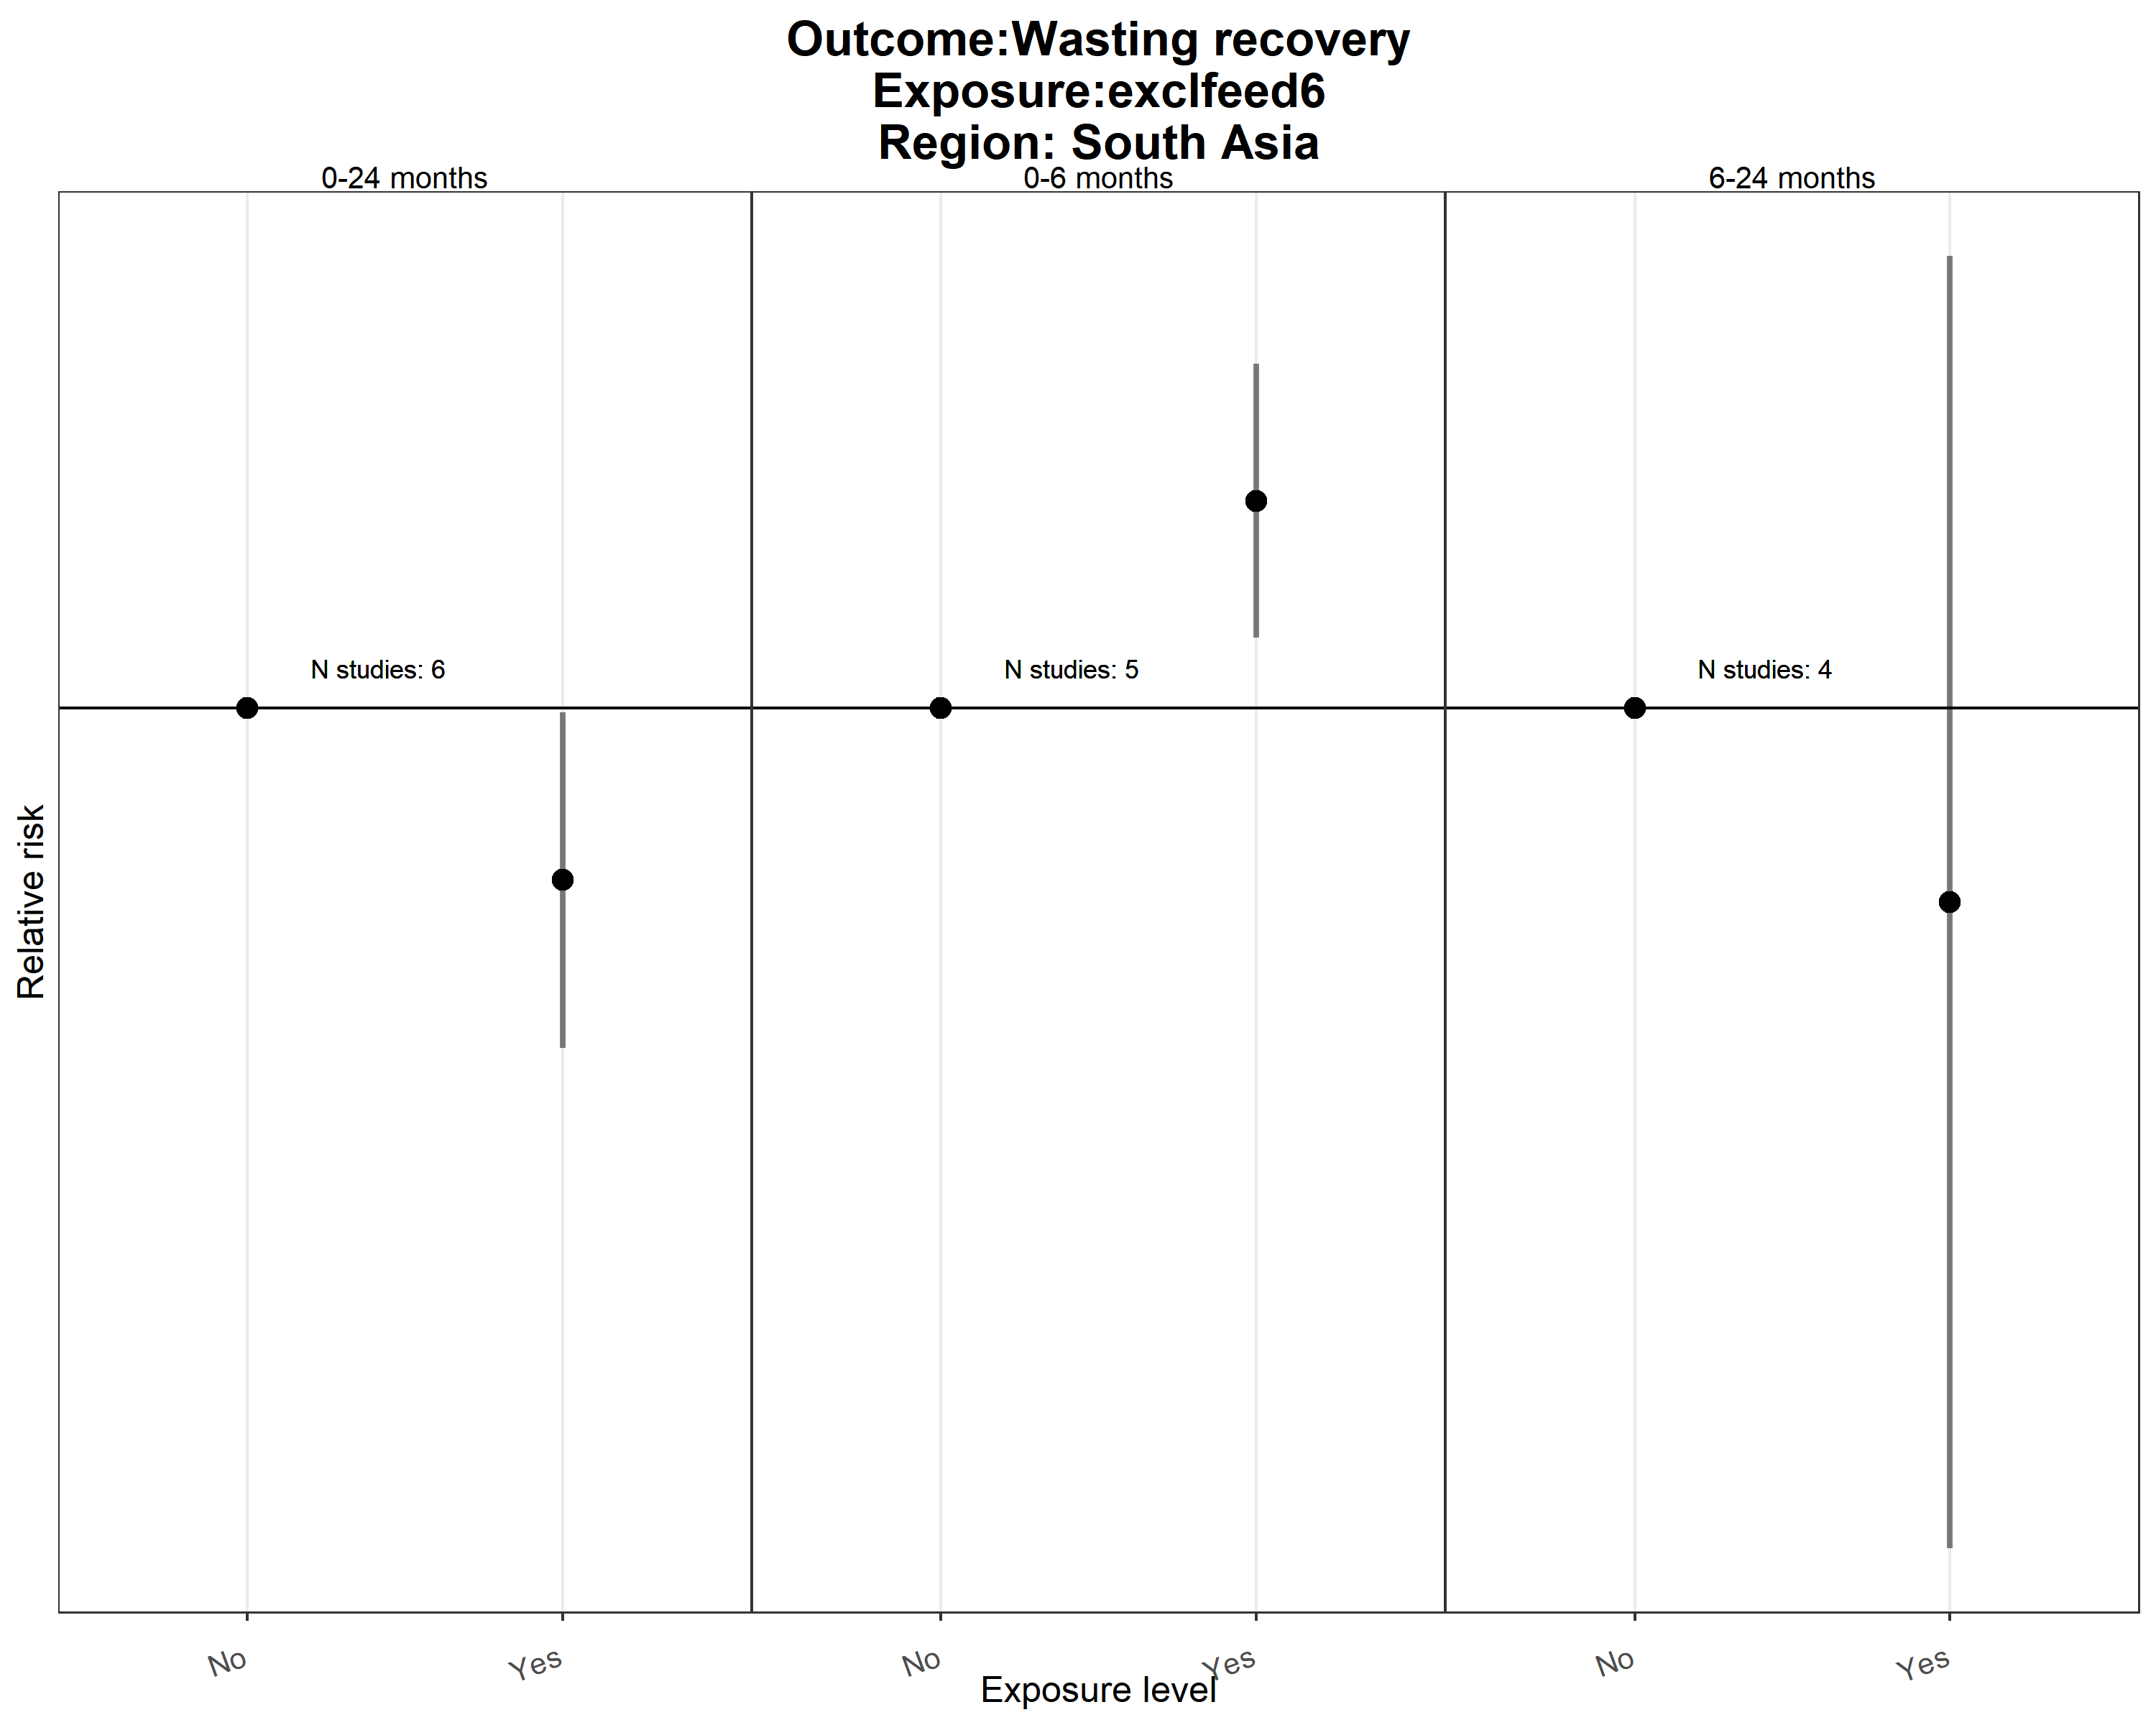 Outcome:Wasting recovery
Exposure:exclfeed6
Region: South Asia
0-24 months
0-6 months
6-24 months
N studies: 6
N studies: 5
N studies: 4
Relative risk
No
Yes
No
Yes
No
Yes
Exposure level